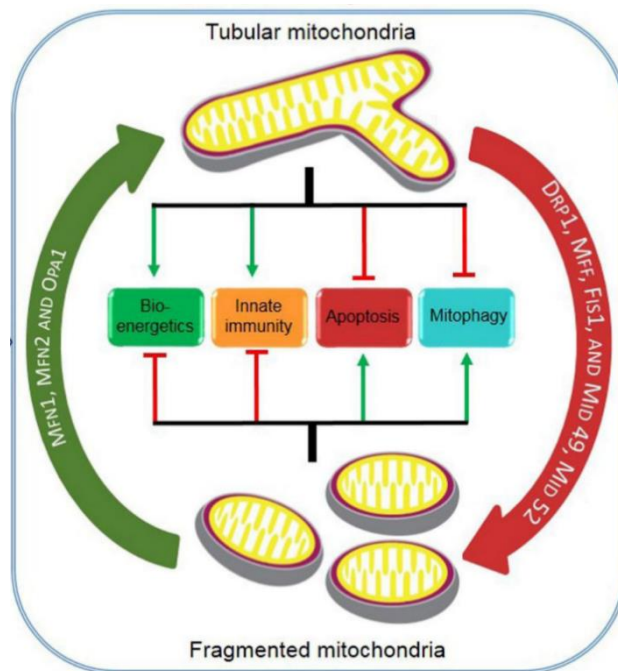 Tubular mitochondria
MFN1, MFN2 AND OPA1
DRP1, MFF, FIS1, AND MID 49, MID 52
Bio-
energetics
Innate
immunity
Apoptosis
Mitophagy
Fragmented mitochondria